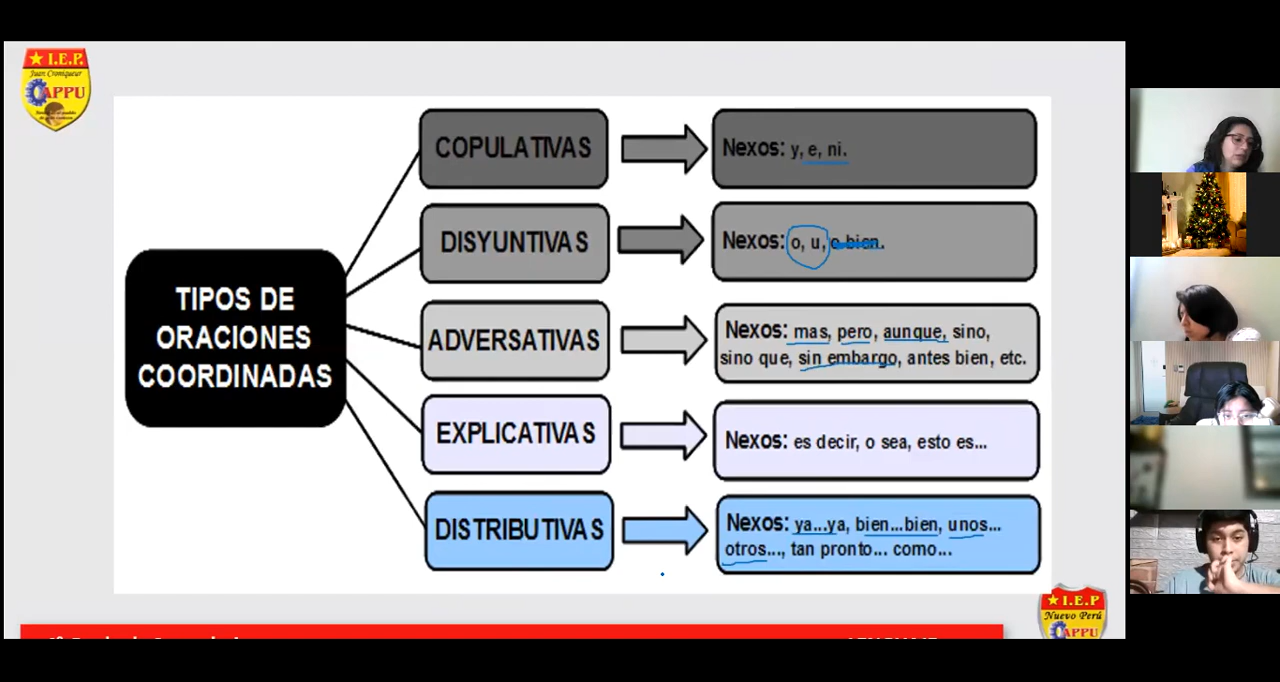 I.E.P.
Juan Croniqueur
APPU
TIPOS DE
ORACIONES
COORDINADAS
COPULATIVAS
Nexos: y, e, ni.
DISYUNTIVAS
Nexos: o, u, o bien.
ADVERSATIVAS
Nexos: mas, pero, aunque, sino,
sino que, sin embargo, antes bien, etc.
EXPLICATIVAS
Nexos: es decir, o sea, esto es...
DISTRIBUTIVAS
Nexos: ya...ya, bien...bien, unos...
otros..., tan pronto... como...
I.E.P
Nuevo Perú
APPU